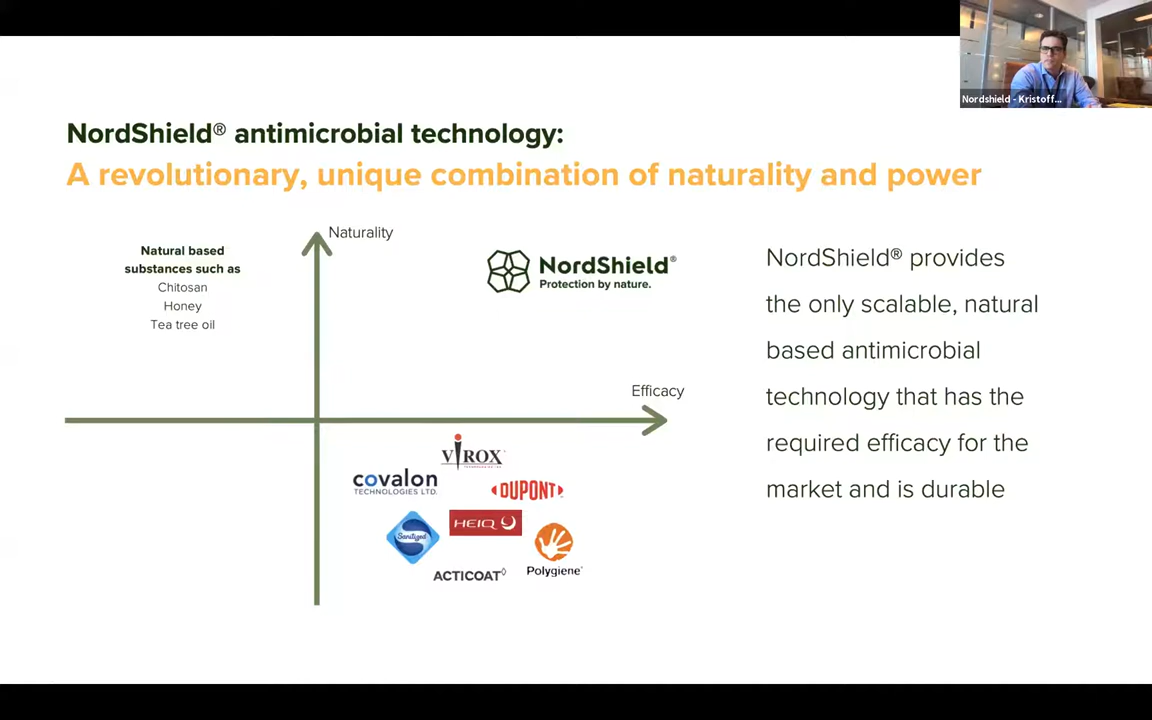 Nordshield - Kristoff...
NordShield® antimicrobial technology:
A revolutionary, unique combination of naturality and power
Naturality
Natural based
substances such as
Chitosan
Honey
Tea tree oil
NordShield®
Protection by nature.
Efficacy
VIROX
covalon
TECHNOLOGIES LTD.
DUPONT
Sanitized
HEIQ
Polygiene
ACTICOAT◊
NordShield® provides
the only scalable, natural
based antimicrobial
technology that has the
required efficacy for the
market and is durable